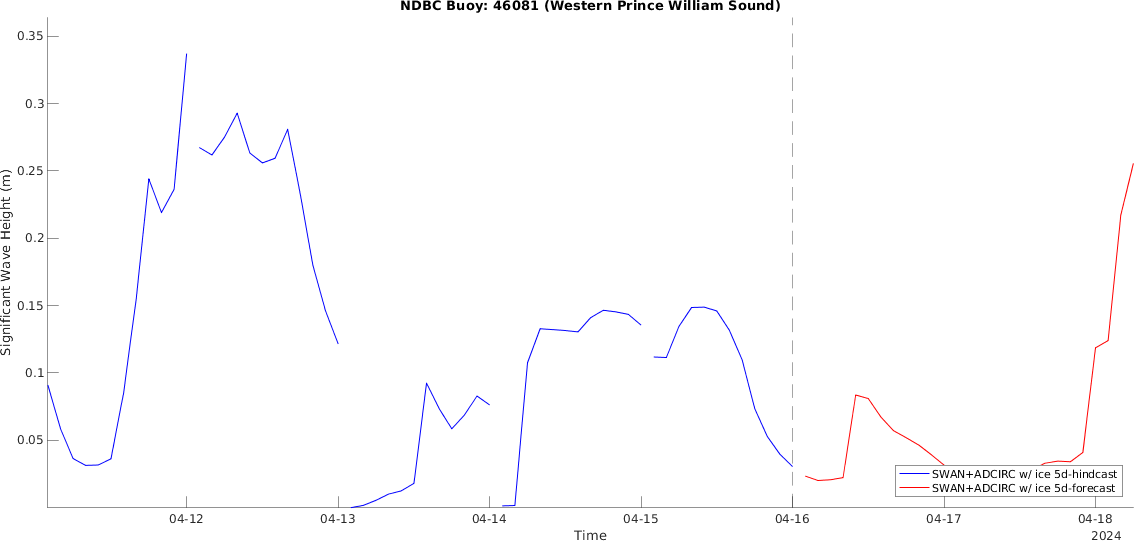 NDBC Buoy: 46081 (Western Prince William Sound)
0.35
0.3
0.25
0.2
0.15
0.1
0.05
Significant Wave Height (m)
SWAN+ADCIRC w/ ice 5d-hindcast
SWAN+ADCIRC w/ ice 5d-forecast
04-12 04-13 04-14 04-15 04-16 04-17 04-18
Time
2024